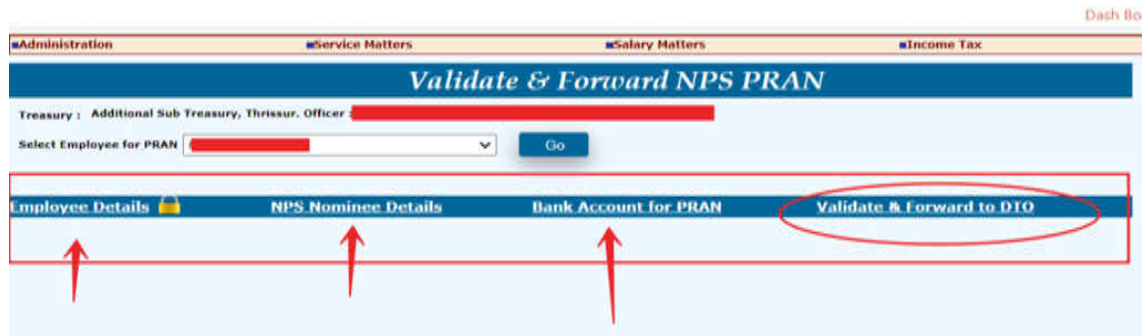 Dash Bo
Administration Service Matters Salary Matters Income Tax
Validate & Forward NPS PRAN
Treasury : Additional Sub Treasury, Thrissur. Officer :
Select Employee for PRAN ( Go
Employee Details NPS Nominee Details Bank Account for PRAN Validate & Forward to DTO